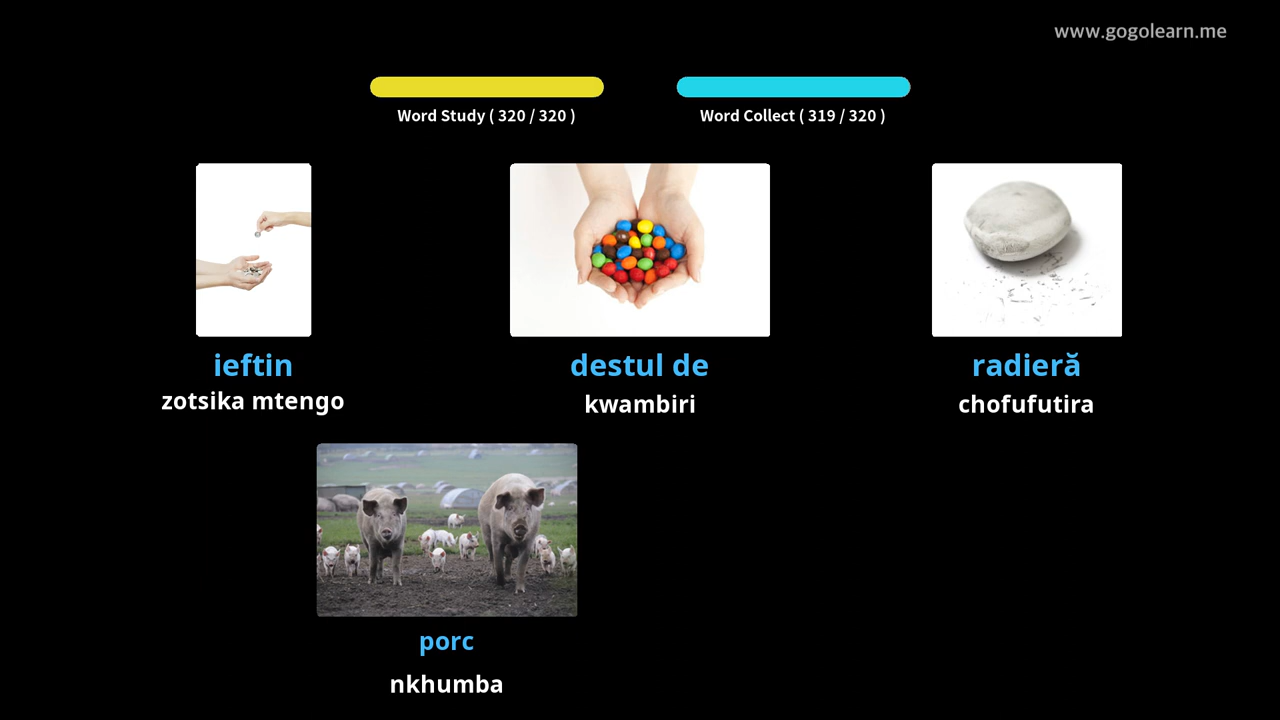 www.gogolearn.me
Word Study ( 320 / 320 )
Word Collect ( 319 / 320 )
ieftin
zotsika mtengo
destul de
kwambiri
radieră
chofufutira
porc
nkhumba